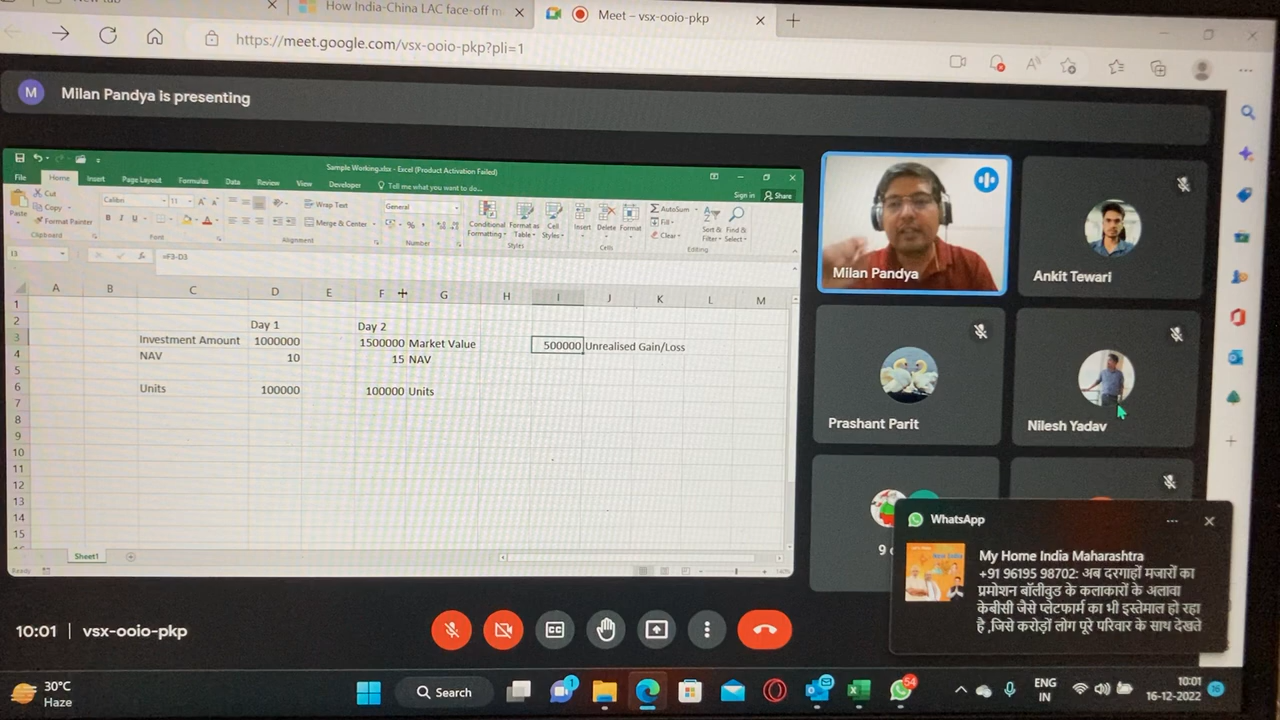 How India-China LAC face-off m
Meet – vsx-ooio-pkp
https://meet.google.com/vsx-ooio-pkp?pli=1
M
Milan Pandya is presenting
Sample Working.xlsx - Excel (Product Activation Failed)
File Home Insert Page Layout Formulas Data Review View Developer Tell me what you want to do...
Sign in Share
Cut
Copy
Format Painter
Paste
Clipboard
Calibri 11
B I U
Font
Wrap Text
Merge & Center
Alignment
General
Number
Conditional Formatting
Format as Table
Cell Styles
Styles
Insert Delete Format
Cells
AutoSum
Fill
Clear
Sort & Filter
Find & Select
Editing
I3
=F3-D3
A B C D E F G H I J K L M
1
2 Day 1 Day 2
3 Investment Amount 1000000 1500000 Market Value 500000 Unrealised Gain/Loss
4 NAV 10 15 NAV
5
6 Units 100000 100000 Units
7
8
9
10
11
12
13
14
15
Sheet1
Ready
Milan Pandya
Ankit Tewari
Prashant Parit
Nilesh Yadav
9
WhatsApp
My Home India Maharashtra
+91 96195 98702: अब दरगाहों मजारों का
प्रमोशन बॉलीवुड के कलाकारों के अलावा
केबीसी जैसे प्लेटफार्म का भी इस्तेमाल हो रहा
है ,जिसे करोड़ों लोग पूरे परिवार के साथ देखते
10:01 | vsx-ooio-pkp
30°C
Haze
Search
1
54
ENG
IN
10:01
16-12-2022
16